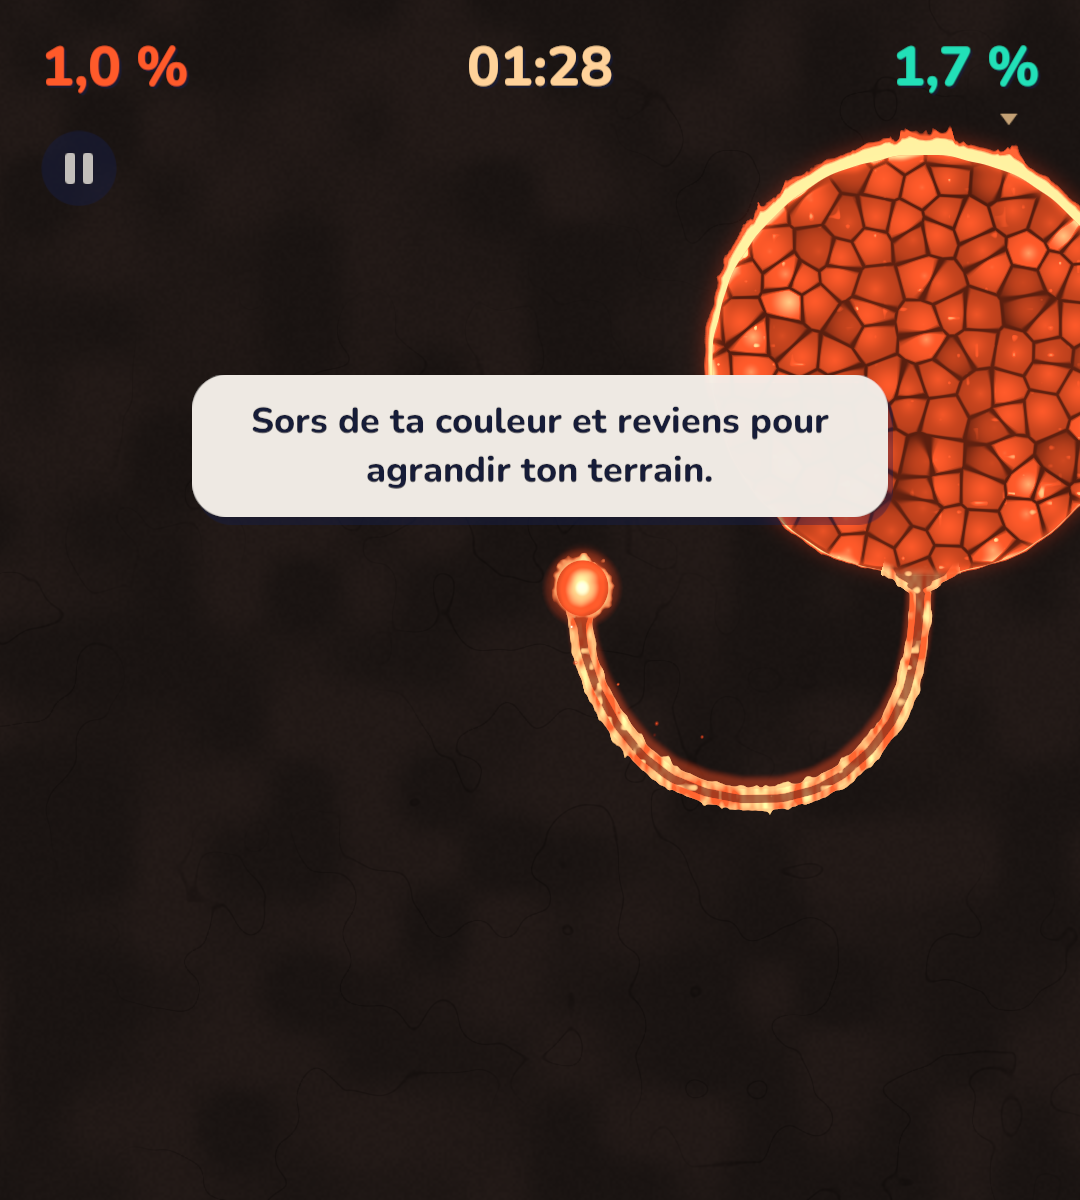 1,0 %
01:28
1,7 %
Sors de ta couleur et reviens pour
agrandir ton terrain.